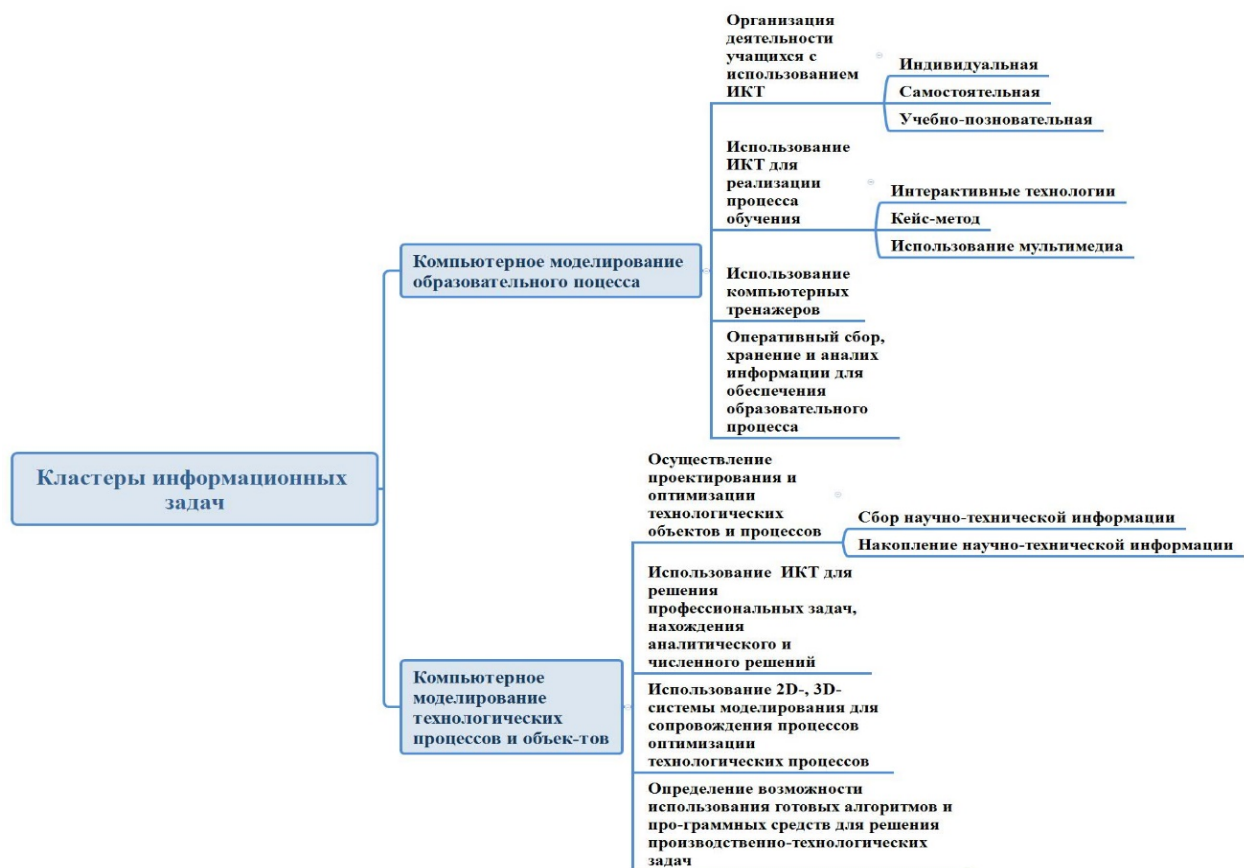 Кластеры информационных
задач
Компьютерное моделирование
образовательного поцесса
Организация
деятельности
учащихся с
использованием
ИКТ
Индивидуальная
Самостоятельная
Учебно-позновательная
Использование
ИКТ для
реализации
процесса
обучения
Интерактивные технологии
Кейс-метод
Использование мультимедиа
Использование
компьютерных
тренажеров
Оперативный сбор,
хранение и аналих
информации для
обеспечения
образовательного
процесса
Компьютерное
моделирование
технологических
процессов и объек-тов
Осуществление
проектирования и
оптимизации
технологических
объектов и процессов
Сбор научно-технической информации
Накопление научно-технической информации
Использование ИКТ для
решения
профессиональных задач,
нахождения
аналитического и
численного решений
Использование 2D-, 3D-
системы моделирования для
сопровождения процессов
оптимизации
технологических процессов
Определение возможности
использования готовых алгоритмов и
про-граммных средств для решения
производственно-технологических
задач